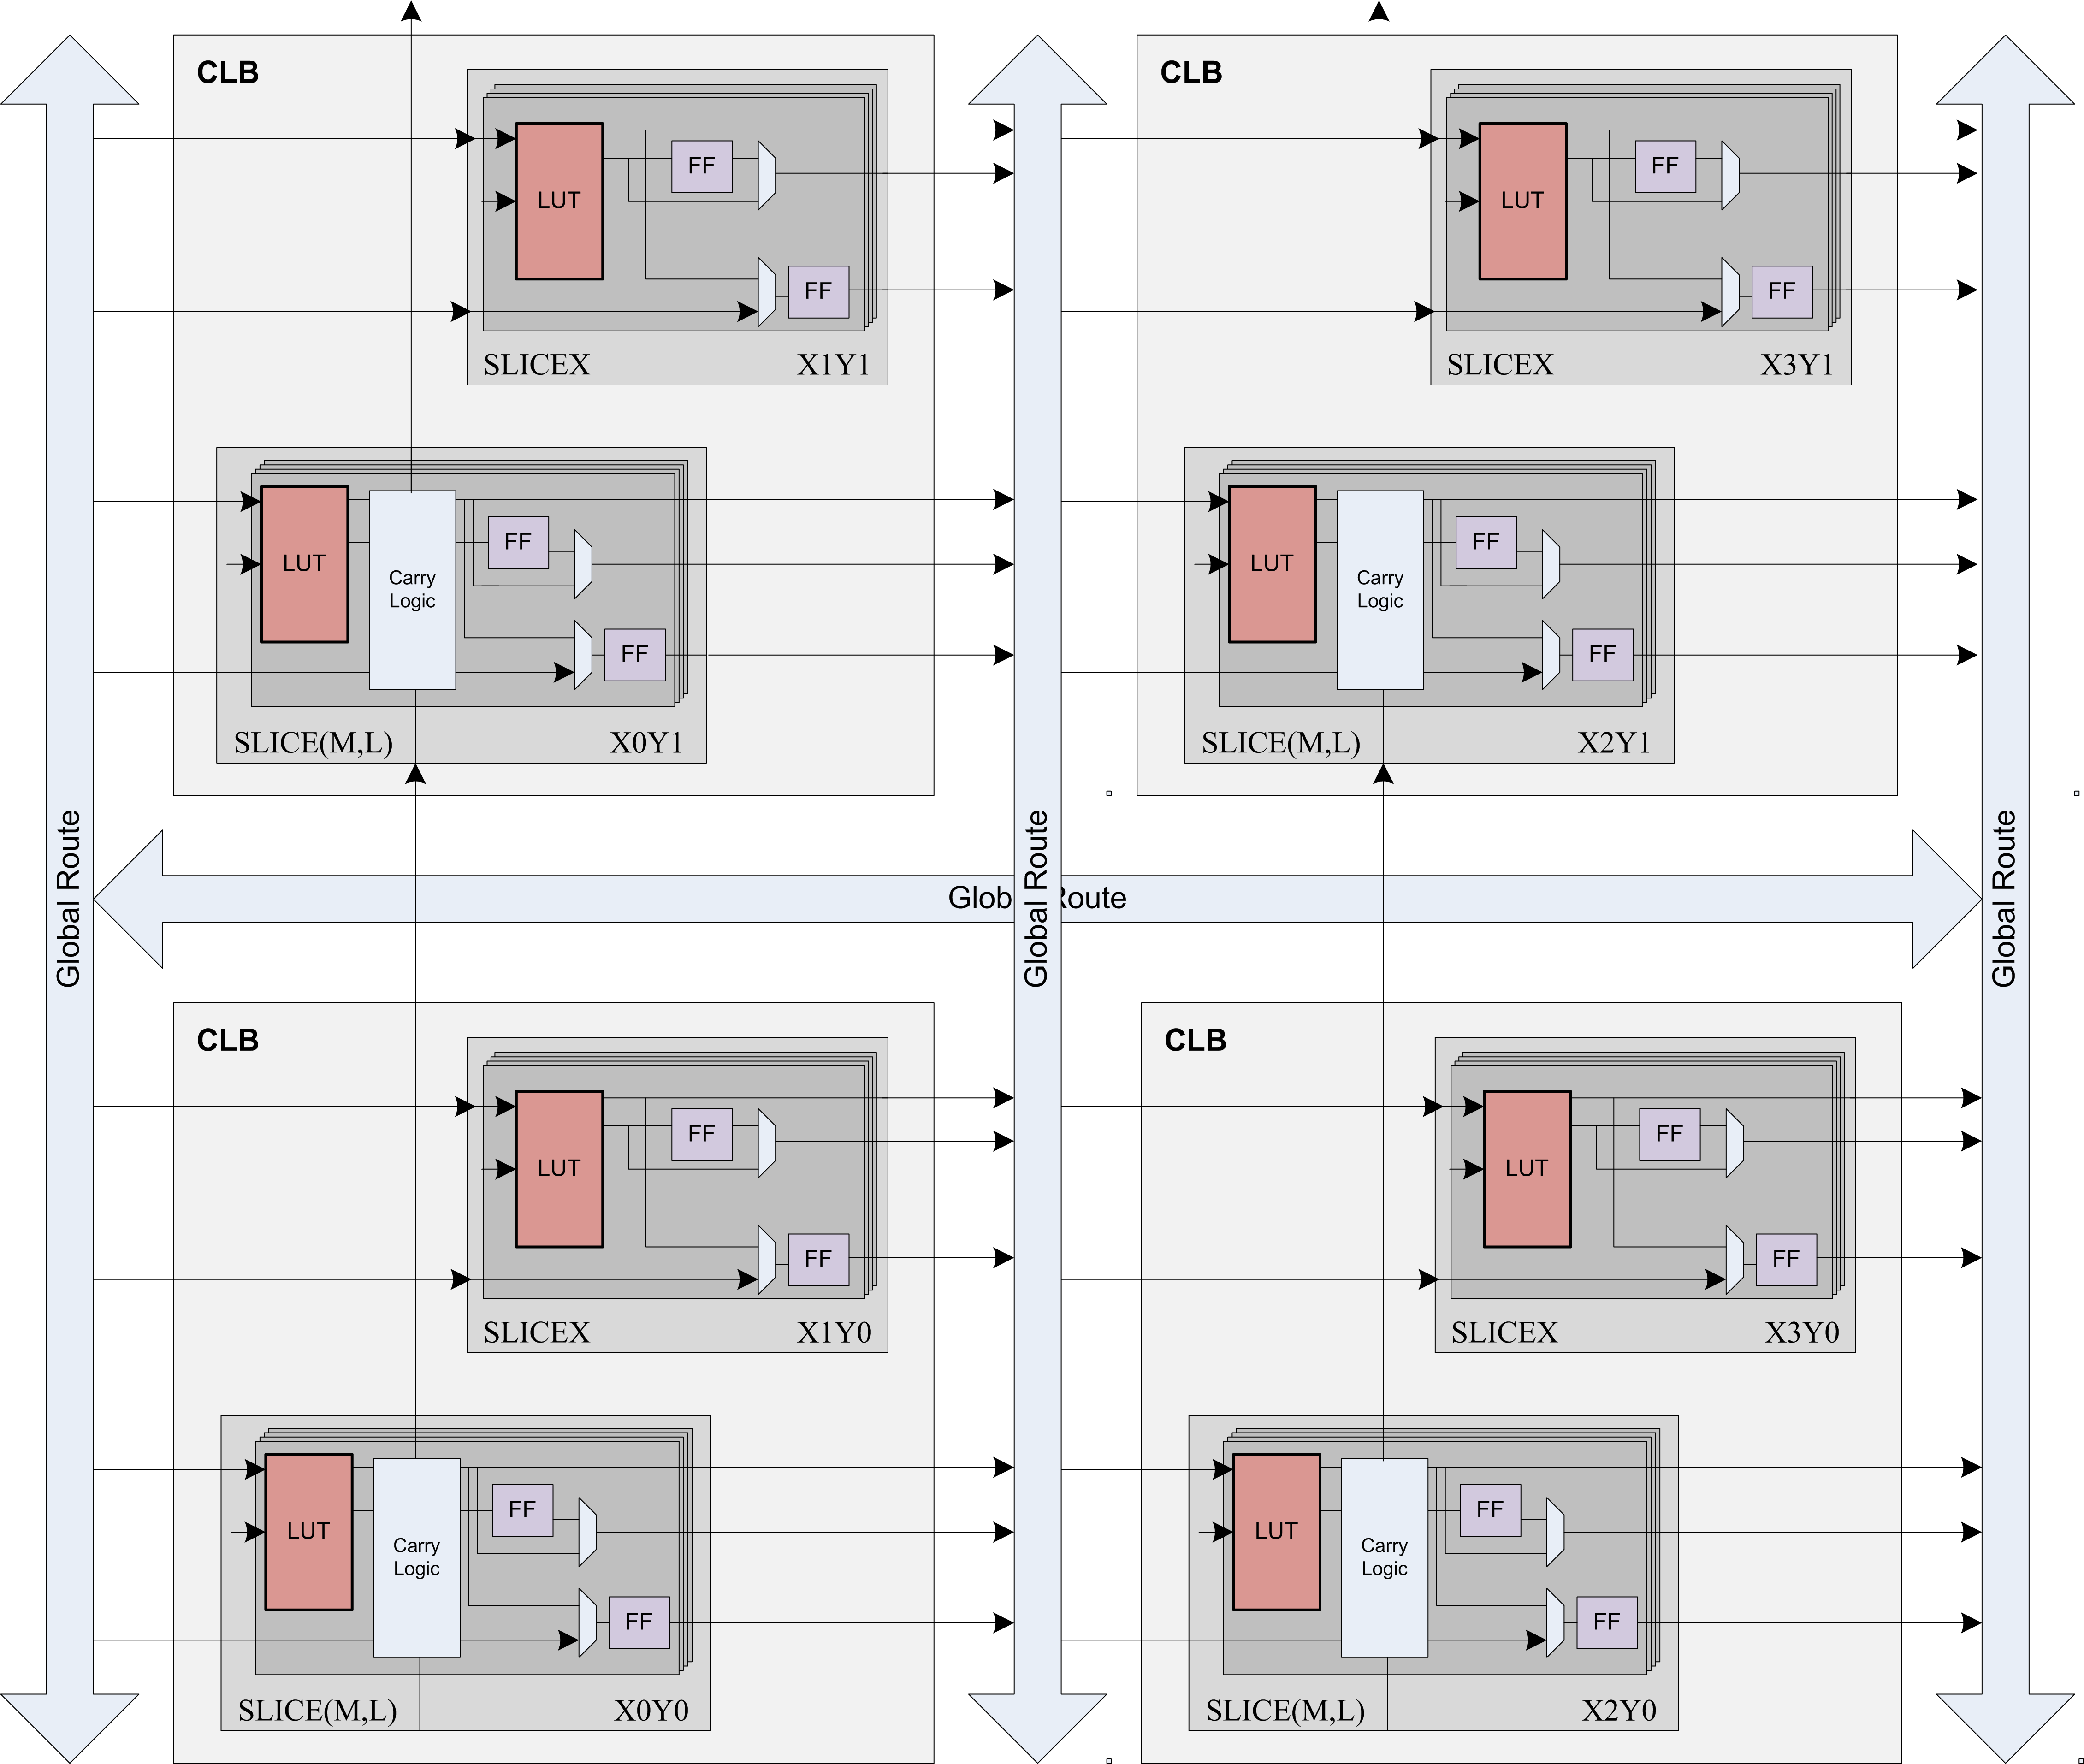 CLB
LUT
FF
FF
SLICEX X1Y1
LUT
Carry
Logic
FF
FF
SLICE(M,L) X0Y1
CLB
LUT
FF
FF
SLICEX X3Y1
LUT
Carry
Logic
FF
FF
SLICE(M,L) X2Y1
Global Route
Glob Route
Global Route
Global Route
CLB
LUT
FF
FF
SLICEX X1Y0
LUT
Carry
Logic
FF
FF
SLICE(M,L) X0Y0
CLB
LUT
FF
FF
SLICEX X3Y0
LUT
Carry
Logic
FF
FF
SLICE(M,L) X2Y0